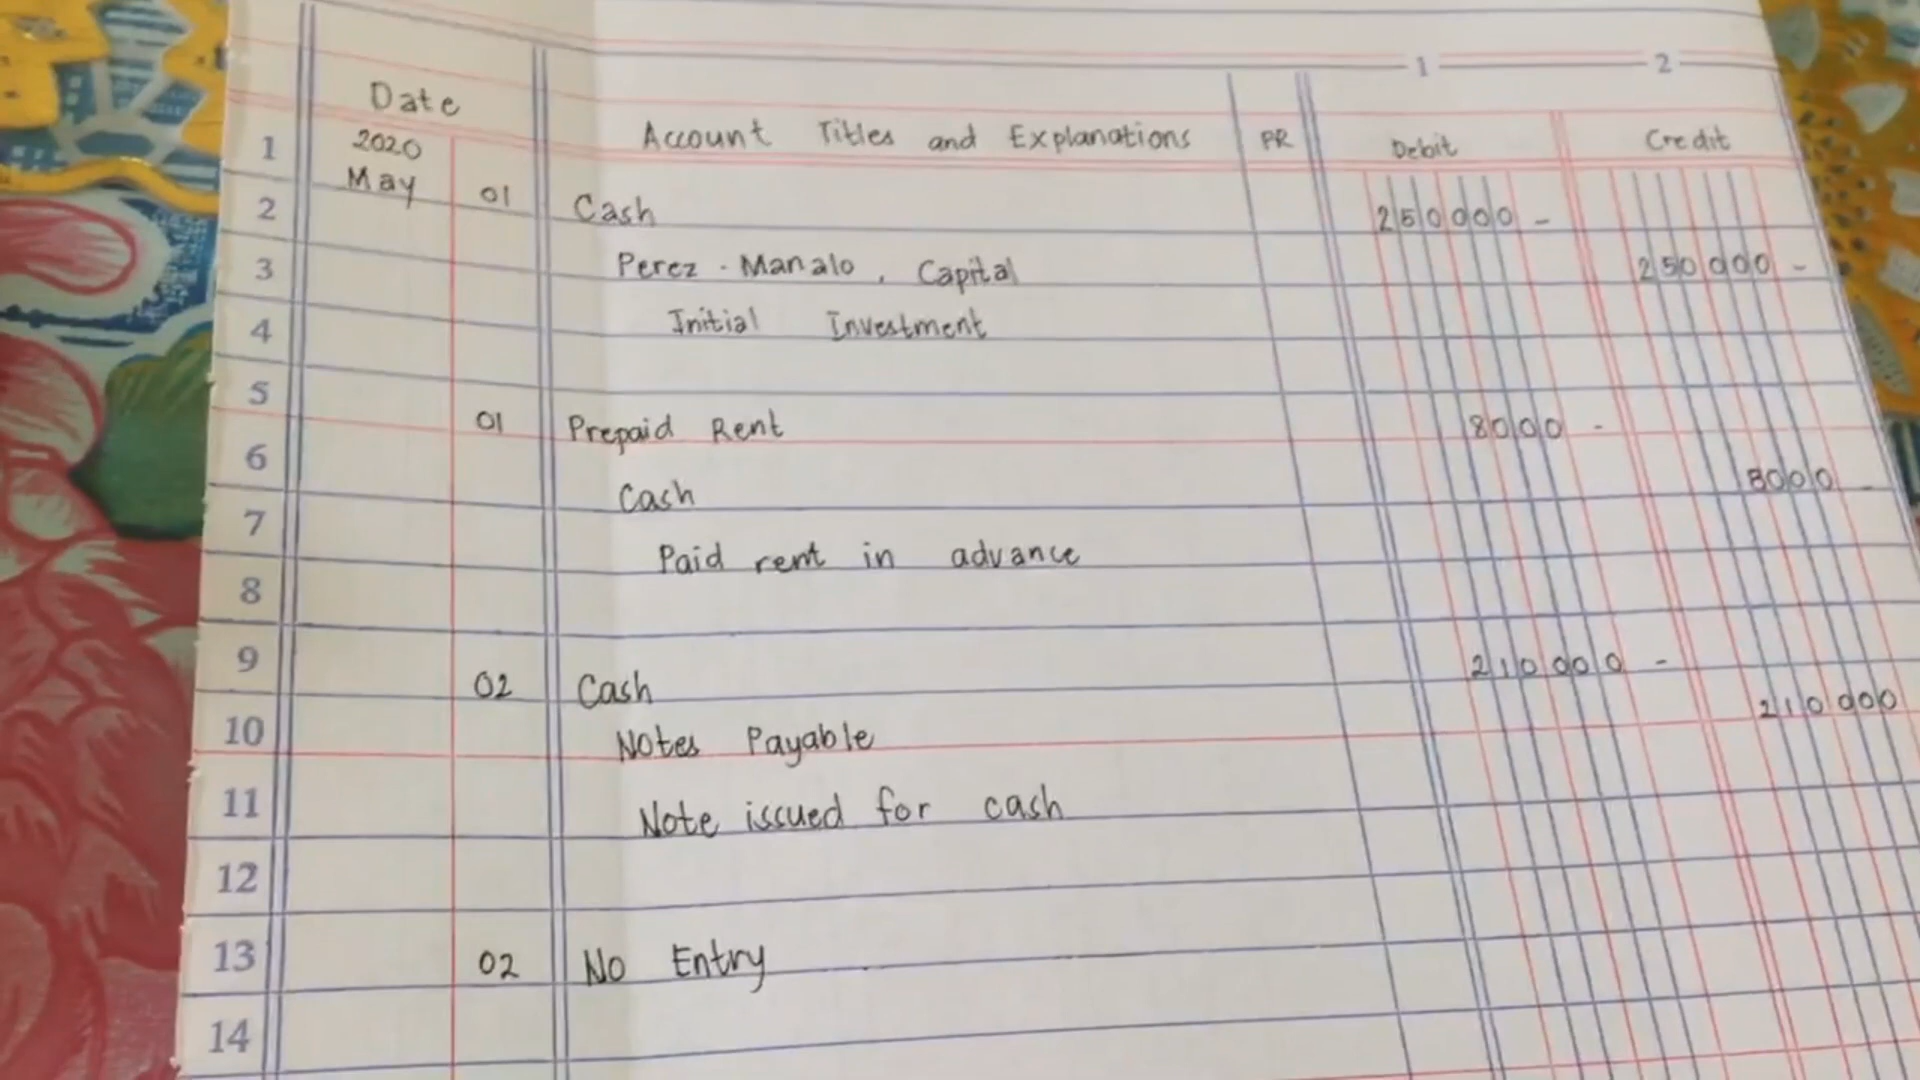 1 2
Date Account Titles and Explanations PR Debit Credit
1 2020
May 01
2 Cash 250000 -
3 Perez - Manalo, Capital 250000 -
4 Initial Investment
5
01 Prepaid Rent 8000 -
6
Cash 8000 -
7
Paid rent in advance
8
9 02 Cash 210000 -
10 Notes Payable 210000
11 Note issued for cash
12
13 02 No Entry
14